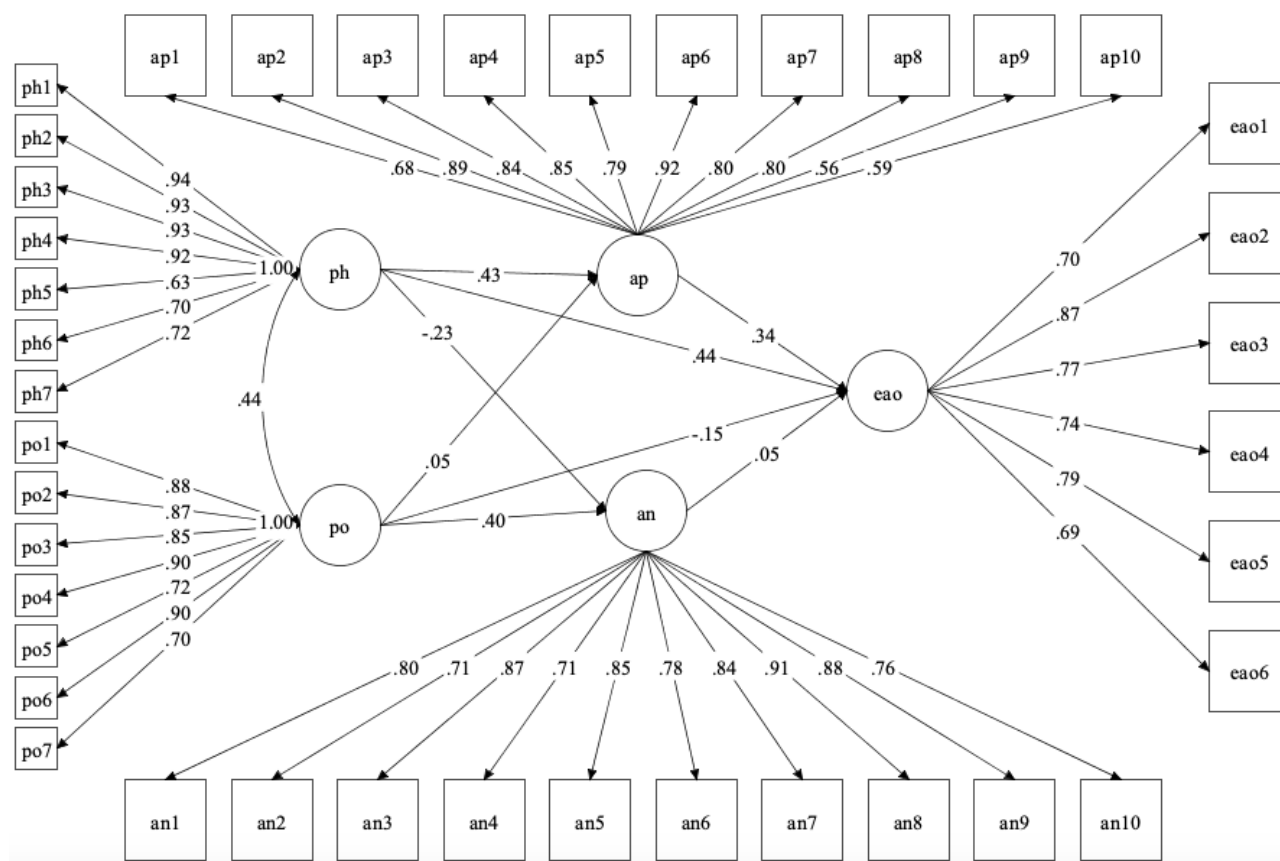 ap1 ap2 ap3 ap4 ap5 ap6 ap7 ap8 ap9 ap10
ph1
ph2
ph3
ph4
ph5
ph6
ph7
po1
po2
po3
po4
po5
po6
po7
.94
.93
.93
.92
.63
.70
.72
1.00
.44
.88
.87
.85
.90
.72
.90
.70
1.00
.68 .89 .84 .85 .79 .92 .80 .80 .56 .59
ph
po
ap
an
eao
.43
-.23
.44
.05
-.15
.40
.34
.05
.70
.87
.77
.74
.79
.69
eao1
eao2
eao3
eao4
eao5
eao6
.80 .71 .87 .71 .85 .78 .84 .91 .88 .76
an1 an2 an3 an4 an5 an6 an7 an8 an9 an10